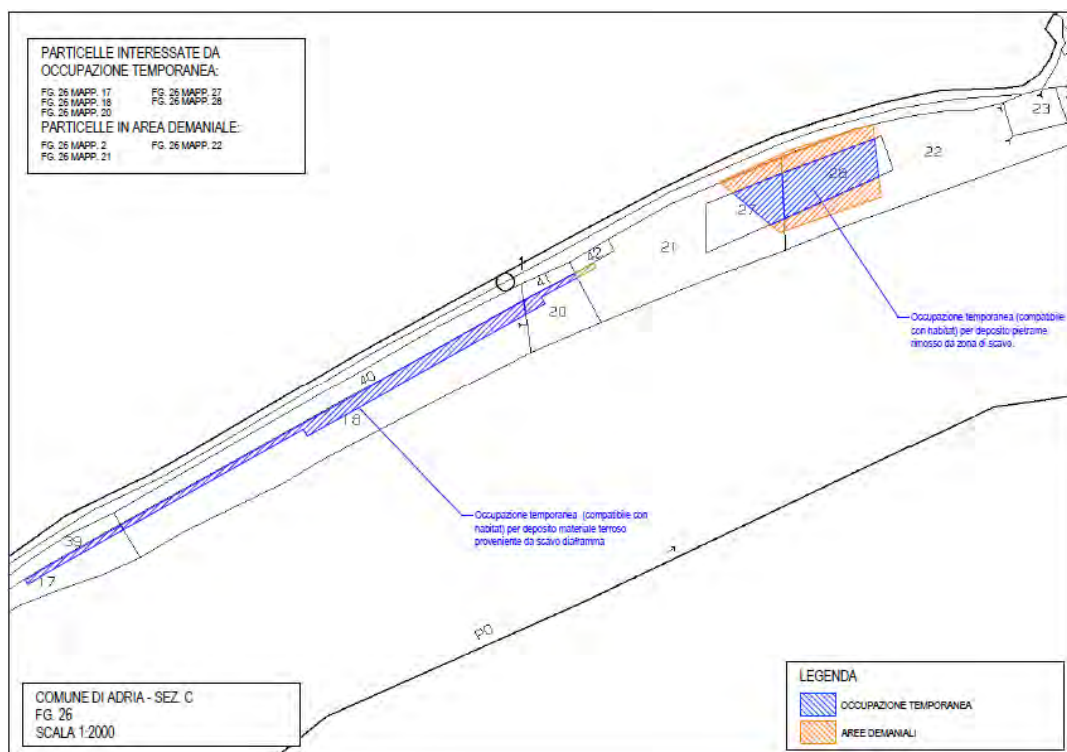 PARTICELLE INTERESSATE DA
OCCUPAZIONE TEMPORANEA:
FG. 26 MAPP. 17 FG. 26 MAPP. 27
FG. 26 MAPP. 18 FG. 26 MAPP. 28
FG. 26 MAPP. 20
PARTICELLE IN AREA DEMANIALE:
FG. 26 MAPP. 2 FG. 26 MAPP. 22
FG. 26 MAPP. 21
23
22
28
27
21
1
42
41
20
Occupazione temporanea (compatibile
con habitat) per deposito pietrame
rimosso da zona di scavo.
40
18
Occupazione temporanea (compatibile con
habitat) per deposito materiale terroso
proveniente da scavo diaframma
39
17
PO
COMUNE DI ADRIA - SEZ. C
FG. 26
SCALA 1:2000
LEGENDA
OCCUPAZIONE TEMPORANEA
AREE DEMANIALI